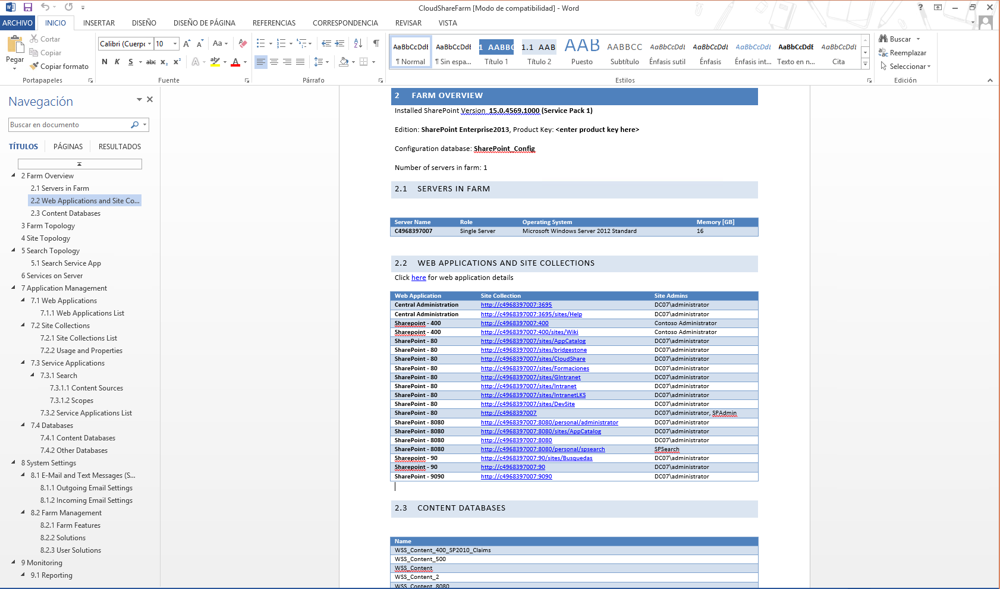 CloudShareFarm [Modo de compatibilidad] - Word
ARCHIVO INICIO INSERTAR DISEÑO DISEÑO DE PÁGINA REFERENCIAS CORRESPONDENCIA REVISAR VISTA
Pegar
Cortar
Copiar
Copiar formato
Portapapeles
Calibri (Cuerpo 10
Aa
N K S abc x₂ x²
Fuente
Párrafo
AaBbCcDdE AaBbCcDdE 1 AABBC 1.1 AAB AAB AABBCC AaBbCcDdE AaBbCcDdE AaBbCcDdE AaBbCcDdE AaBbCcDdE
¶ Normal ¶ Sin espa... Título 1 Título 2 Puesto Subtítulo Énfasis sutil Énfasis Énfasis int... Texto en n... Cita
Estilos
Buscar
Reemplazar
Seleccionar
Edición
Navegación
Buscar en documento
TÍTULOS PÁGINAS RESULTADOS
2 Farm Overview
2.1 Servers in Farm
2.2 Web Applications and Site Co...
2.3 Content Databases
3 Farm Topology
4 Site Topology
5 Search Topology
5.1 Search Service App
6 Services on Server
7 Application Management
7.1 Web Applications
7.1.1 Web Applications List
7.2 Site Collections
7.2.1 Site Collections List
7.2.2 Usage and Properties
7.3 Service Applications
7.3.1 Search
7.3.1.1 Content Sources
7.3.1.2 Scopes
7.3.2 Service Applications List
7.4 Databases
7.4.1 Content Databases
7.4.2 Other Databases
8 System Settings
8.1 E-Mail and Text Messages (S...
8.1.1 Outgoing Email Settings
8.1.2 Incoming Email Settings
8.2 Farm Management
8.2.1 Farm Features
8.2.2 Solutions
8.2.3 User Solutions
9 Monitoring
9.1 Reporting
2 FARM OVERVIEW
Installed SharePoint Version 15.0.4569.1000 (Service Pack 1)
Edition: SharePoint Enterprise2013, Product Key: <enter product key here>
Configuration database: SharePoint_Config
Number of servers in farm: 1
2.1 SERVERS IN FARM
Server Name Role Operating System Memory [GB]
C4968397007 Single Server Microsoft Windows Server 2012 Standard 16
2.2 WEB APPLICATIONS AND SITE COLLECTIONS
Click here for web application details
Web Application Site Collection Site Admins
Central Administration http://c4968397007:3695 DC07\administrator
Central Administration http://c4968397007:3695/sites/Help DC07\administrator
Sharepoint - 400 http://c4968397007:400 Contoso Administrator
Sharepoint - 400 http://c4968397007:400/sites/Wiki Contoso Administrator
SharePoint - 80 http://c4968397007/sites/AppCatalog DC07\administrator
SharePoint - 80 http://c4968397007/sites/bridgestone DC07\administrator
SharePoint - 80 http://c4968397007/sites/CloudShare DC07\administrator
SharePoint - 80 http://c4968397007/sites/Formaciones DC07\administrator
SharePoint - 80 http://c4968397007/sites/GIntranet DC07\administrator
SharePoint - 80 http://c4968397007/sites/Intranet DC07\administrator
SharePoint - 80 http://c4968397007/sites/IntranetLKS DC07\administrator
SharePoint - 80 http://c4968397007/sites/DevSite DC07\administrator
SharePoint - 80 http://c4968397007 DC07\administrator, SPAdmin
SharePoint - 8080 http://c4968397007:8080/personal/administrator DC07\administrator
SharePoint - 8080 http://c4968397007:8080/sites/AppCatalog DC07\administrator
SharePoint - 8080 http://c4968397007:8080 DC07\administrator
SharePoint - 8080 http://c4968397007:8080/personal/spsearch SPSearch
Sharepoint - 90 http://c4968397007:90/sites/Busquedas DC07\administrator
Sharepoint - 90 http://c4968397007:90 DC07\administrator
SharePoint - 9090 http://c4968397007:9090 DC07\administrator
2.3 CONTENT DATABASES
Name
WSS_Content_400_SP2010_Claims
WSS_Content_500
WSS_Content
WSS_Content_2
WSS_Content_8080